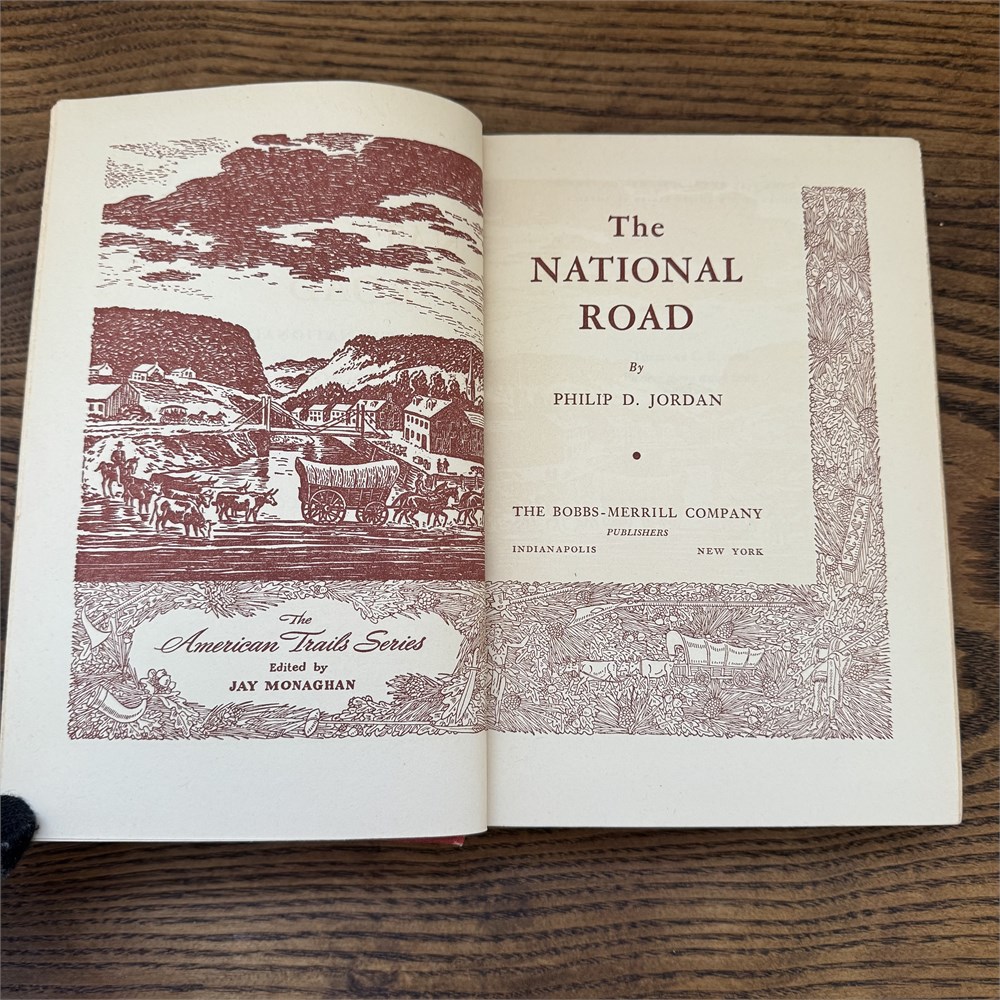 The
American Trails Series
Edited by
JAY MONAGHAN
The
NATIONAL
ROAD
By
PHILIP D. JORDAN
THE BOBBS-MERRILL COMPANY
PUBLISHERS
INDIANAPOLIS NEW YORK